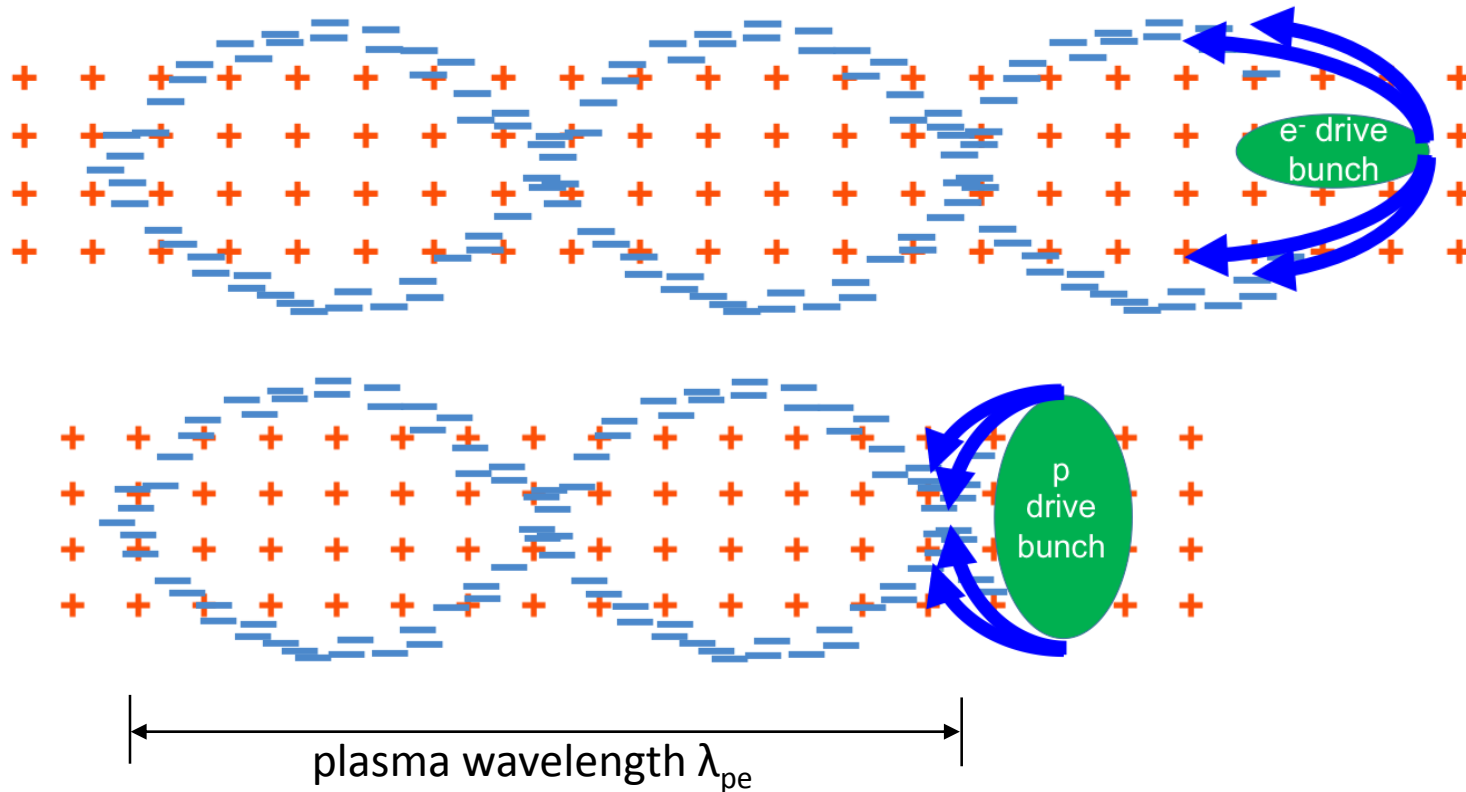 e- drive
bunch
p
drive
bunch
plasma wavelength λpe